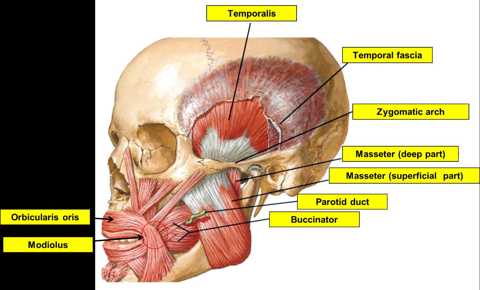 Temporalis
Temporal fascia
Zygomatic arch
Masseter (deep part)
Masseter (superficial part)
Parotid duct
Buccinator
Orbicularis oris
Modiolus